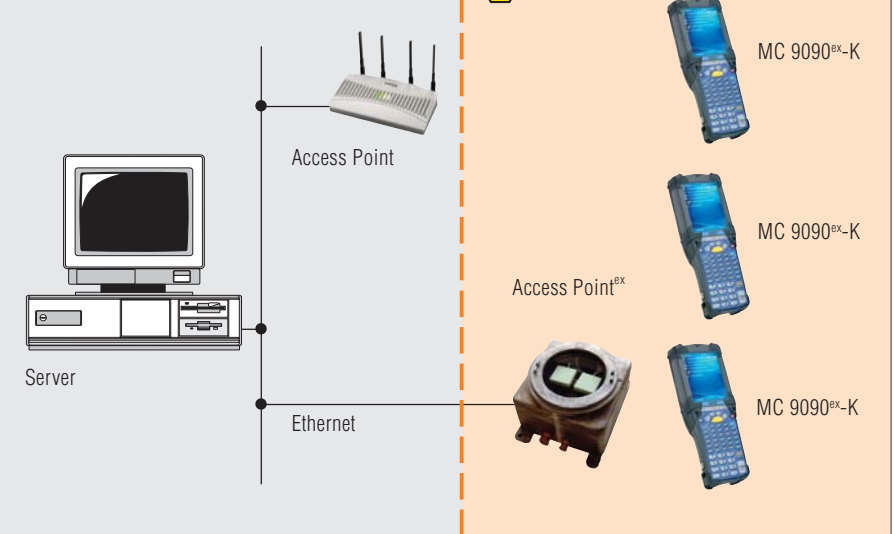 MC 9090ex-K
Access Point
MC 9090ex-K
Access Pointex
Server
MC 9090ex-K
Ethernet